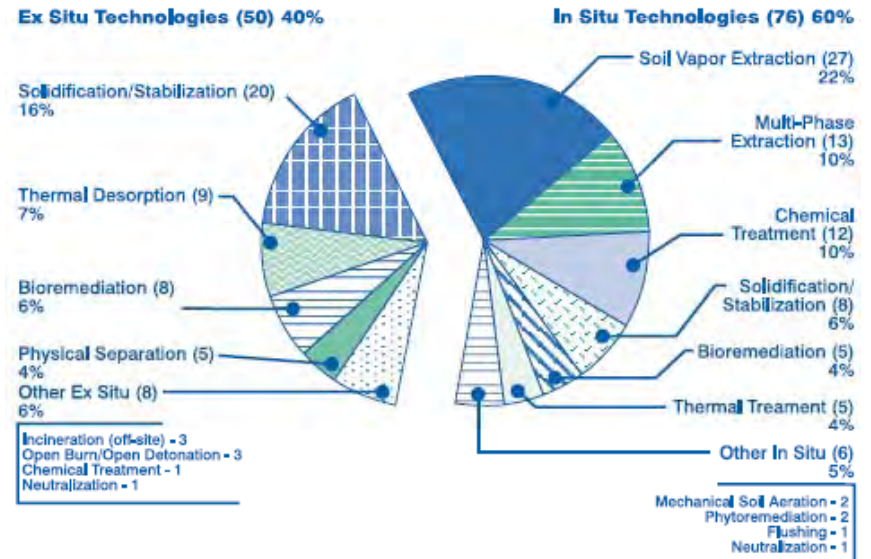 Ex Situ Technologies (50) 40%
Solidification/Stabilization (20)
16%
Thermal Desorption (9)
7%
Bioremediation (8)
6%
Physical Separation (5)
4%
Other Ex Situ (8)
6%
Incineration (off-site) - 3
Open Burn/Open Detonation - 3
Chemical Treatment - 1
Neutralization - 1
In Situ Technologies (76) 60%
Soil Vapor Extraction (27)
22%
Multi-Phase
Extraction (13)
10%
Chemical
Treatment (12)
10%
Solidification/
Stabilization (8)
6%
Bioremediation (5)
4%
Thermal Treament (5)
4%
Other In Situ (6)
5%
Mechanical Soil Aeration - 2
Phytoremediation - 2
Flushing - 1
Neutralization - 1